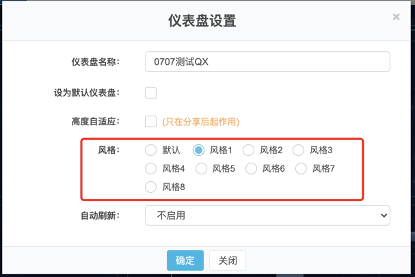 仪表盘设置
仪表盘名称： 0707测试QX
设为默认仪表盘：
高度自适应： (只在分享后起作用)
风格： 默认 风格1 风格2 风格3
风格4 风格5 风格6 风格7
风格8
自动刷新： 不启用
确定 关闭